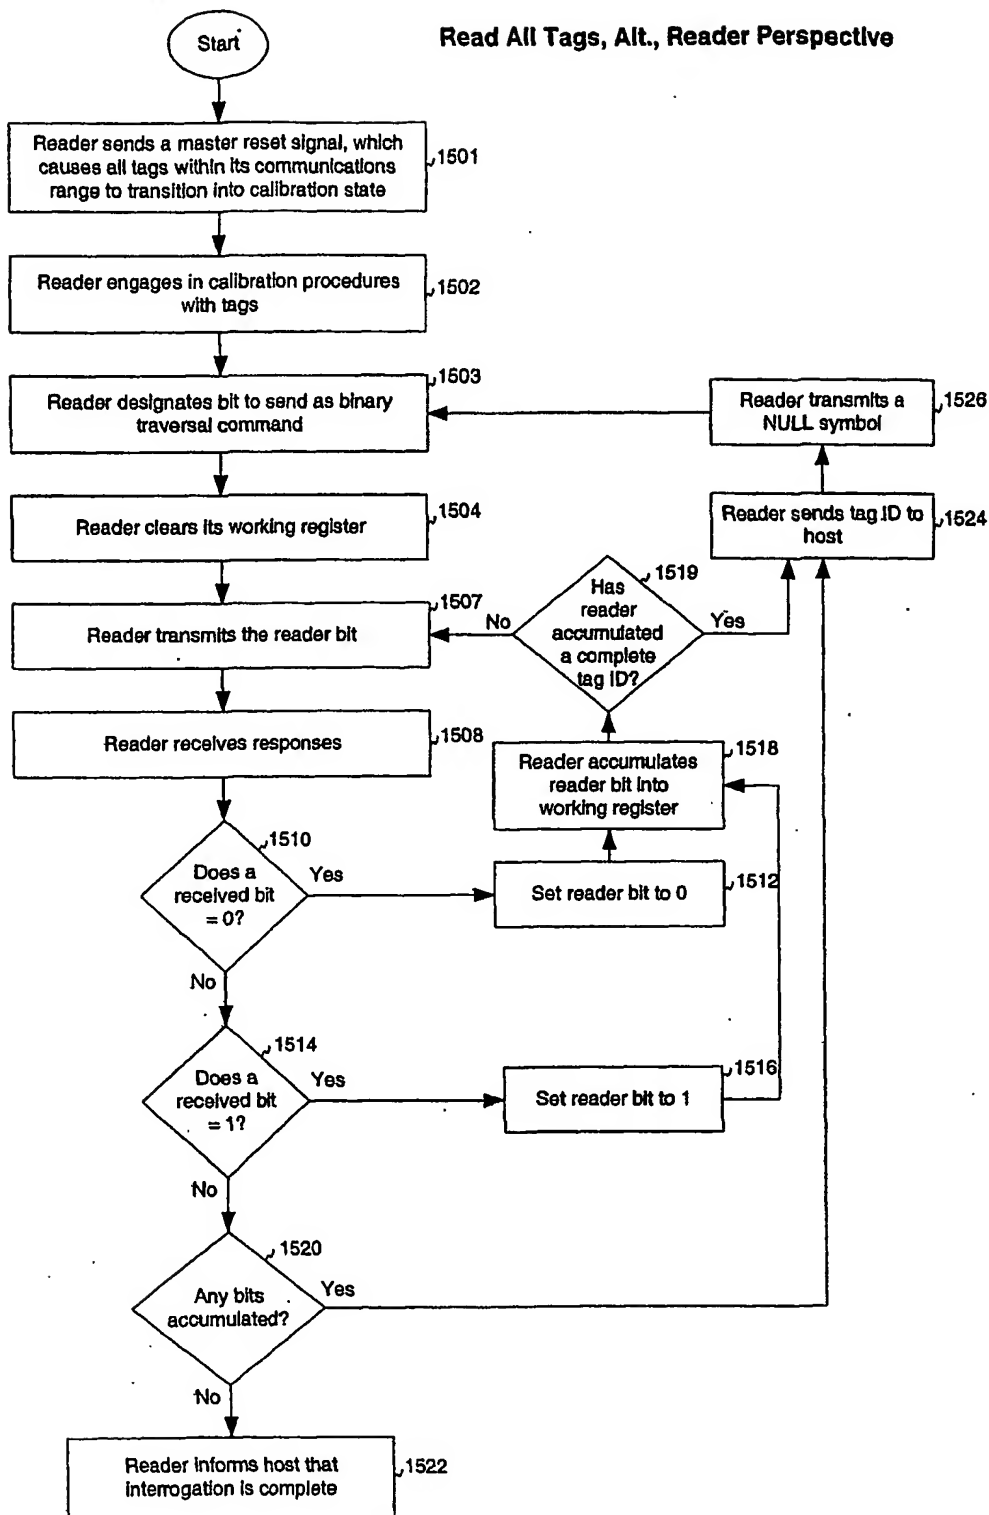 Read All Tags, Alt., Reader Perspective
Start
Reader sends a master reset signal, which
causes all tags within its communications
range to transition into calibration state
1501
Reader engages in calibration procedures
with tags
1502
1503
Reader designates bit to send as binary
traversal command
Reader transmits a
NULL symbol
1526
Reader clears its working register
1504
Reader sends tag ID to
host
1524
1507
Reader transmits the reader bit
No
1519
Has
reader
accumulated
a complete
tag ID?
Yes
Reader receives responses
1508
Reader accumulates
reader bit into
working register
1518
1510
Does a
received bit
= 0?
Yes
Set reader bit to 0
1512
No
1514
Does a
received bit
= 1?
Yes
Set reader bit to 1
1516
No
1520
Any bits
accumulated?
Yes
No
Reader informs host that
interrogation is complete
1522